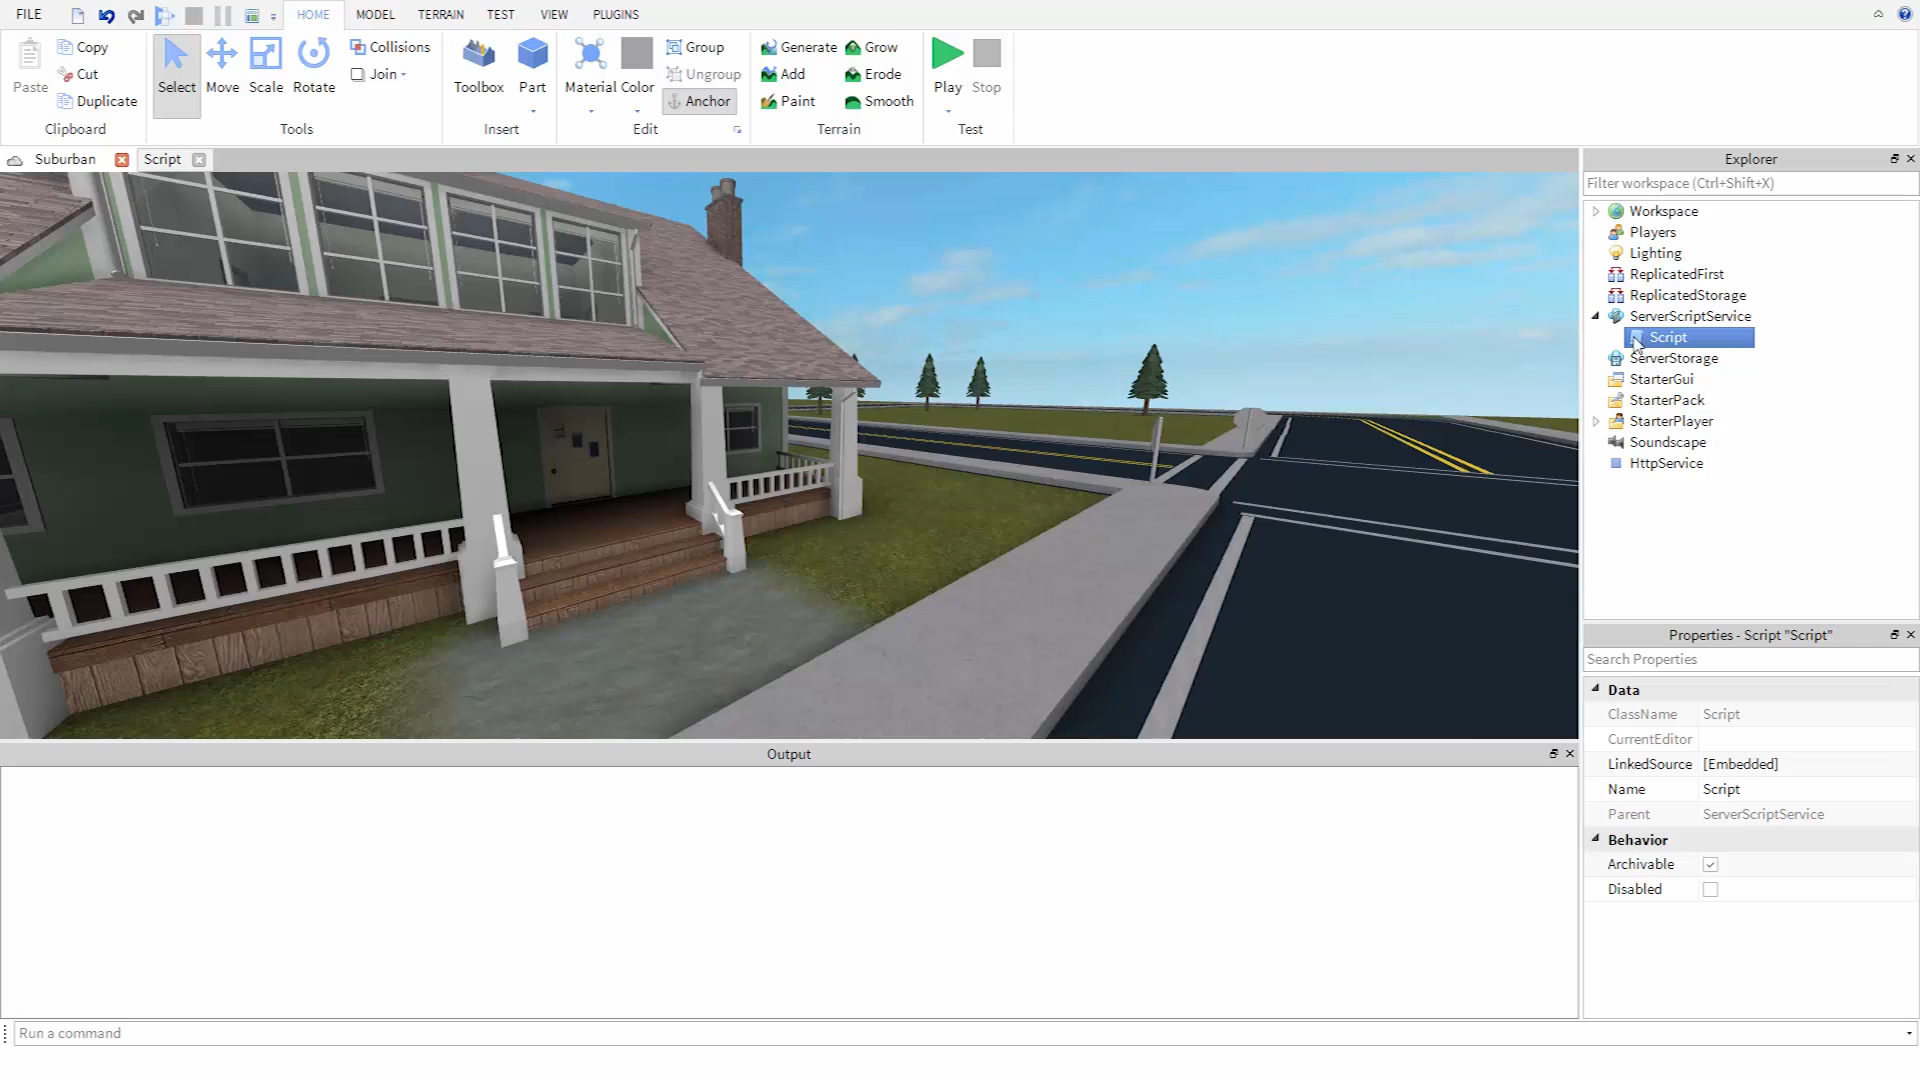 FILE
HOME
MODEL
TERRAIN
TEST
VIEW
PLUGINS
Paste
Copy
Cut
Duplicate
Clipboard
Select
Move
Scale
Rotate
Collisions
Join
Tools
Toolbox
Part
Insert
Material
Color
Group
Ungroup
Anchor
Edit
Generate
Add
Paint
Grow
Erode
Smooth
Terrain
Play
Stop
Test
Suburban
Script
Explorer
Filter workspace (Ctrl+Shift+X)
Workspace
Players
Lighting
ReplicatedFirst
ReplicatedStorage
ServerScriptService
Script
ServerStorage
StarterGui
StarterPack
StarterPlayer
Soundscape
HttpService
Properties - Script "Script"
Search Properties
Data
ClassName Script
CurrentEditor
LinkedSource [Embedded]
Name Script
Parent ServerScriptService
Behavior
Archivable
Disabled
Output
Run a command